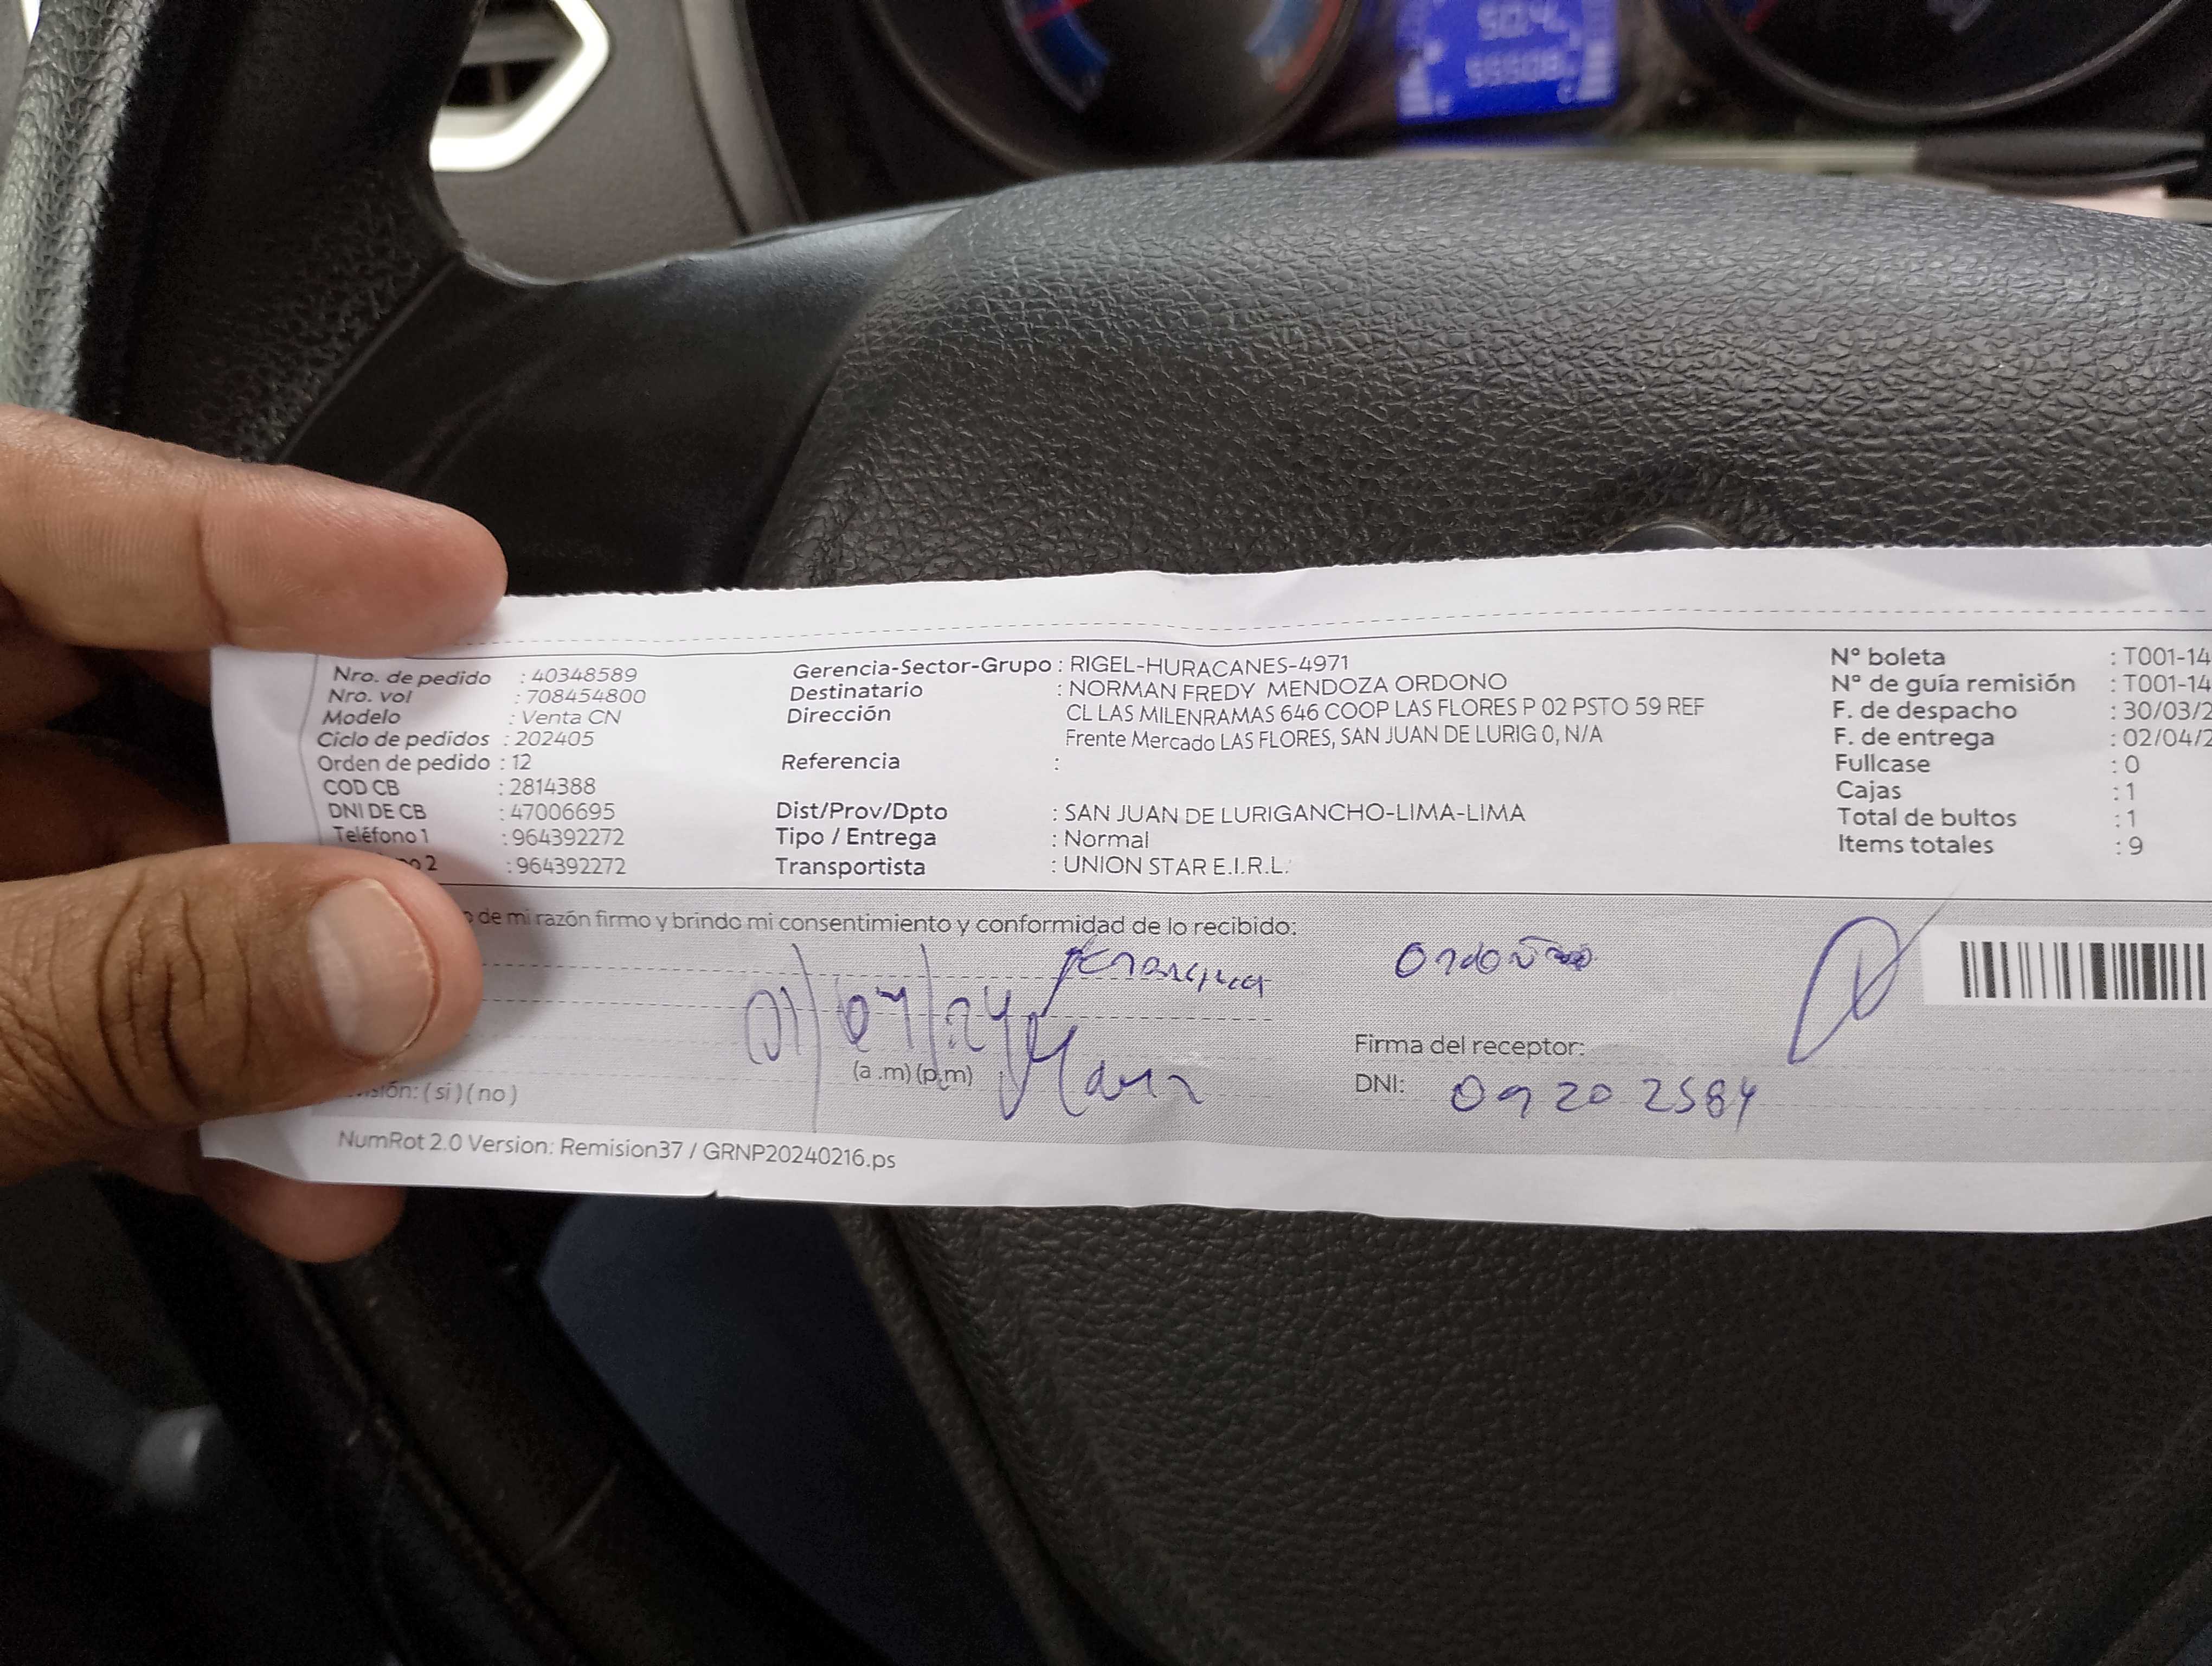 Nro. de pedido : 40348589
Nro. vol : 708454800
Modelo : Venta CN
Ciclo de pedidos : 202405
Orden de pedido : 12
COD CB : 2814388
DNI DE CB : 47006695
Teléfono 1 : 964392272
o 2 : 964392272
Gerencia-Sector-Grupo : RIGEL-HURACANES-4971
Destinatario : NORMAN FREDY MENDOZA ORDONO
Dirección CL LAS MILENRAMAS 646 COOP LAS FLORES P 02 PSTO 59 REF
Frente Mercado LAS FLORES, SAN JUAN DE LURIG 0, N/A
Referencia :
Dist/Prov/Dpto : SAN JUAN DE LURIGANCHO-LIMA-LIMA
Tipo / Entrega : Normal
Transportista : UNION STAR E.I.R.L.
N° boleta : T001-14
N° de guía remisión : T001-14
F. de despacho : 30/03/2
F. de entrega : 02/04/2
Fullcase : 0
Cajas : 1
Total de bultos : 1
Items totales : 9
de mi razón firmo y brindo mi consentimiento y conformidad de lo recibido:
Ordoño
01/04/24
(a.m) (p.m)
Firma del receptor:
DNI: 09202584
isión: (si) (no)
NumRot 2.0 Version: Remision37 / GRNP20240216.ps